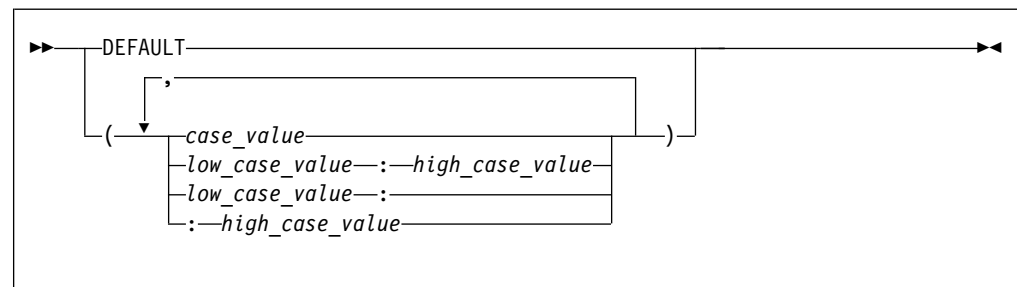 DEFAULT
,
( case_value )
low_case_value : high_case_value
low_case_value :
: high_case_value